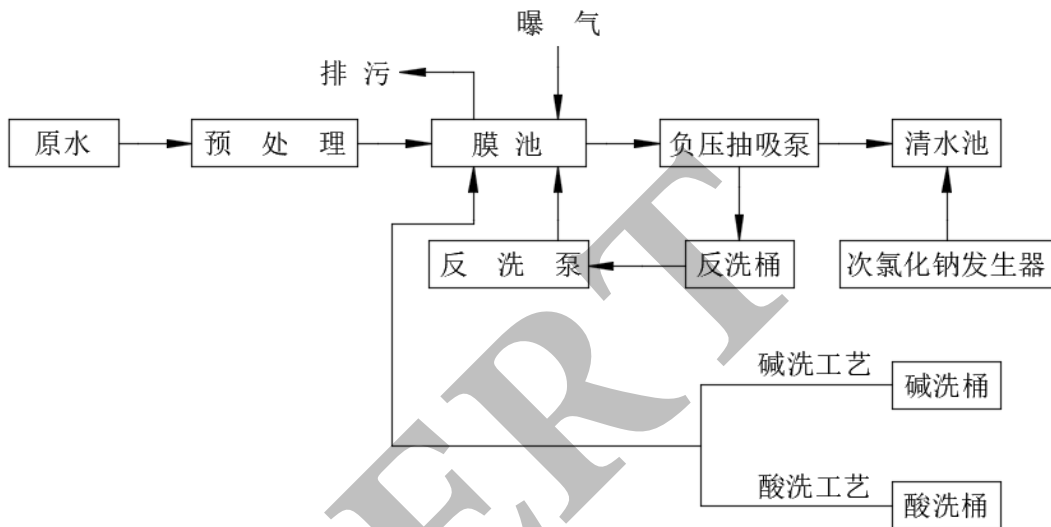 曝 气
排 污
原水
预 处 理
膜 池
负压抽吸泵
清水池
反 洗 泵
反洗桶
次氯化钠发生器
碱洗工艺
碱洗桶
酸洗工艺
酸洗桶
ERT